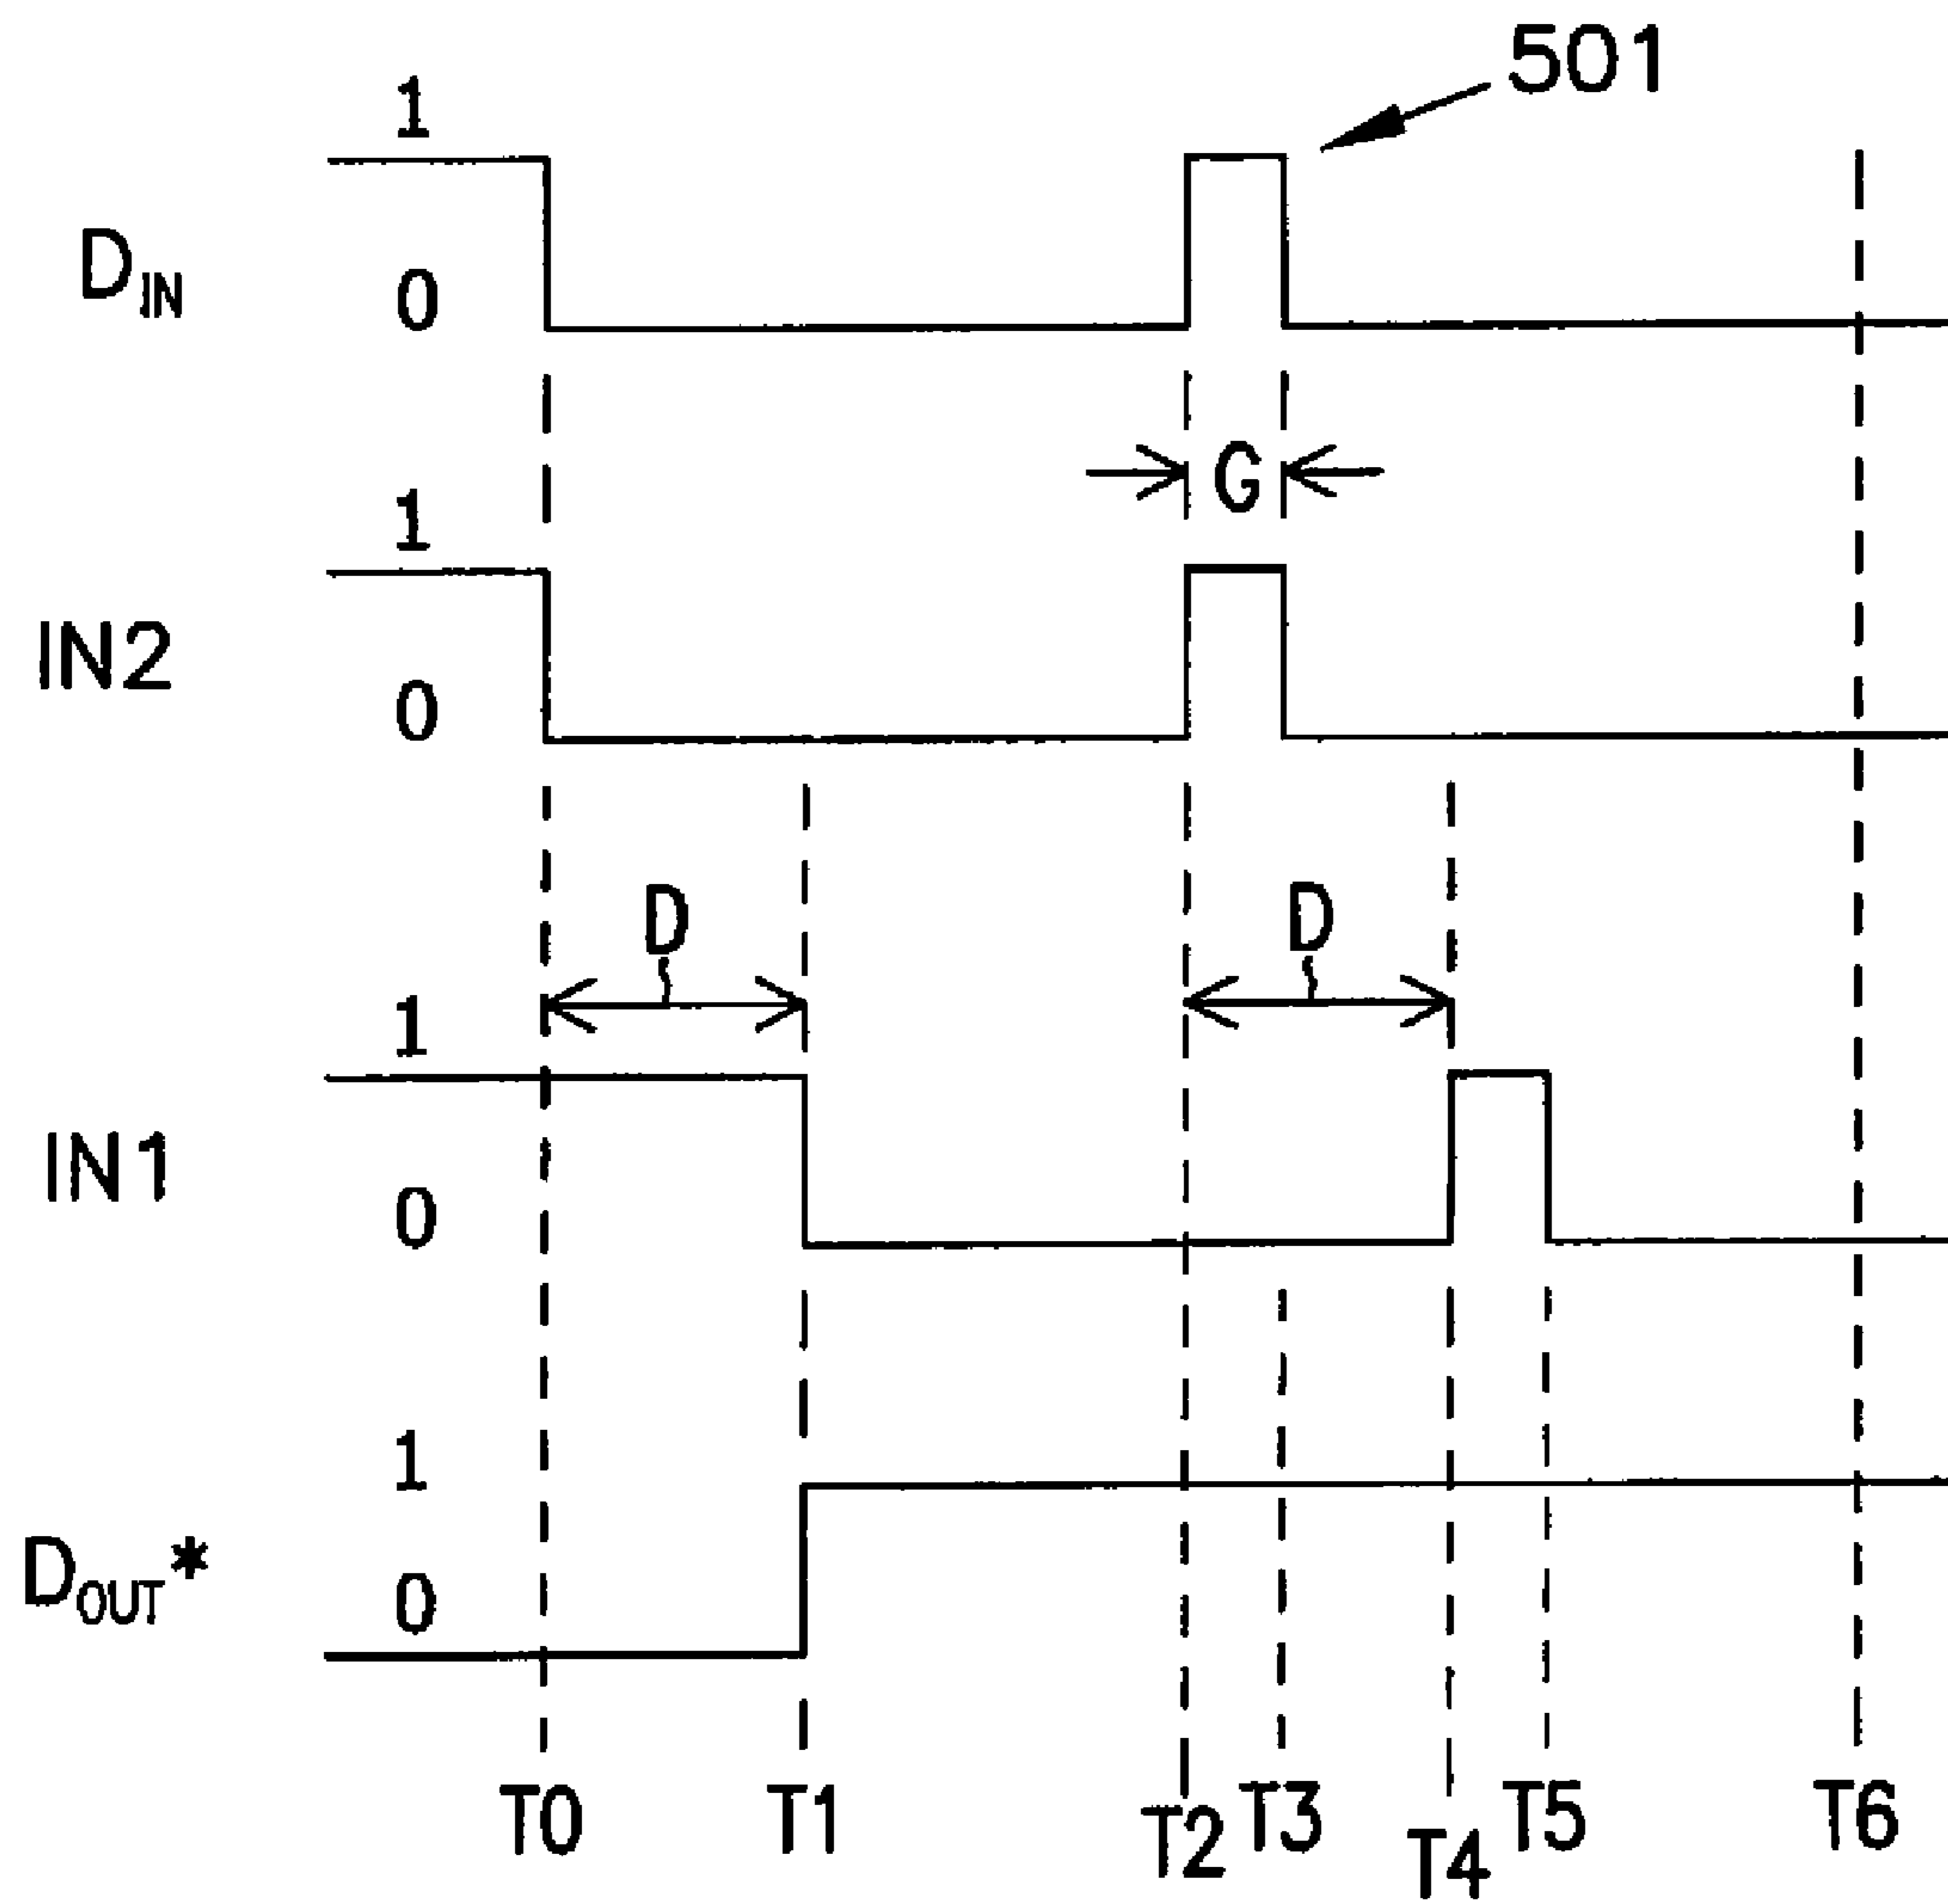 501
1
D_IN
0
G
1
IN2
0
D D
1
IN1
0
1
D_OUT*
0
T0 T1 T2 T3 T4 T5 T6